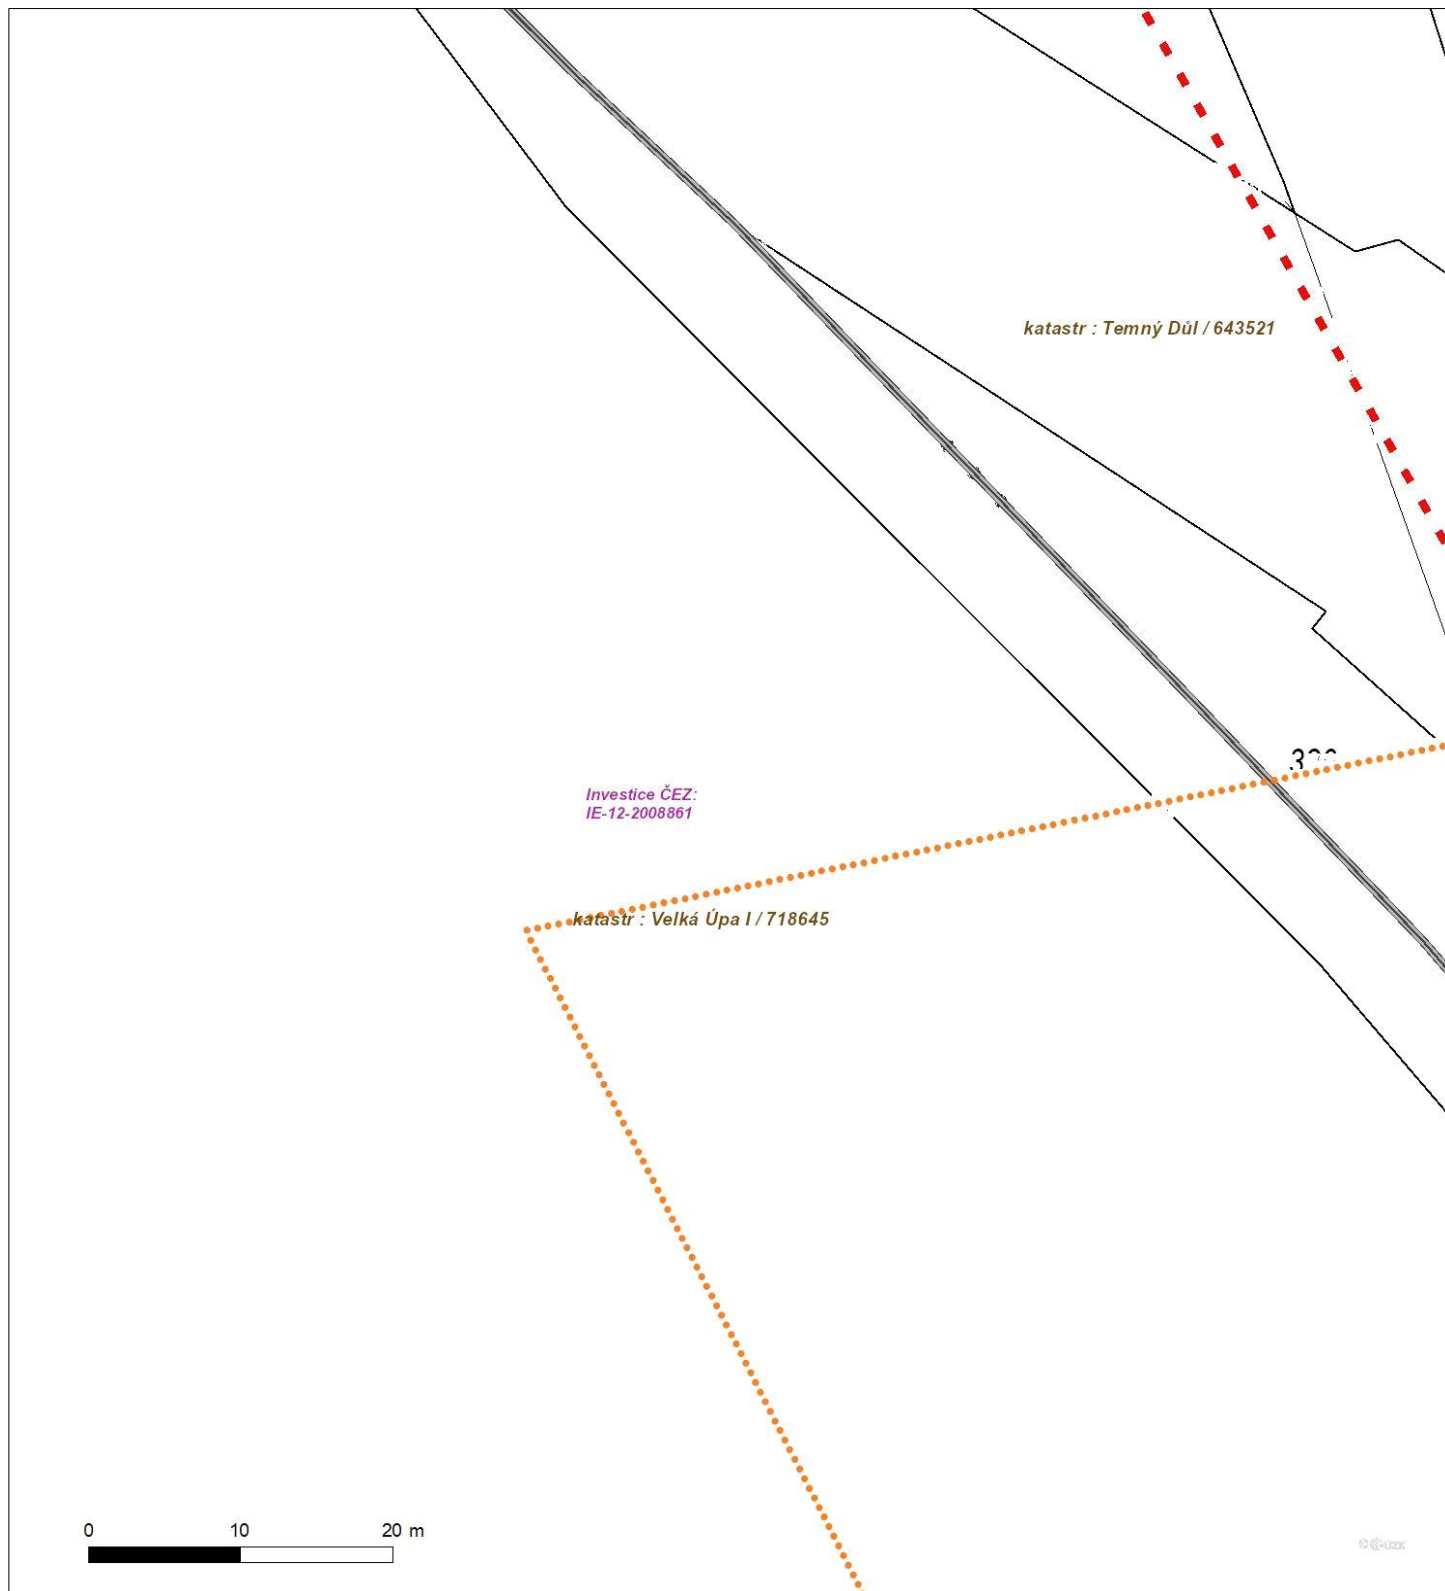 katastr : Temný Důl / 643521
Investice ČEZ:
IE-12-2008861
katastr : Velká Úpa I / 718645
0 10 20 m